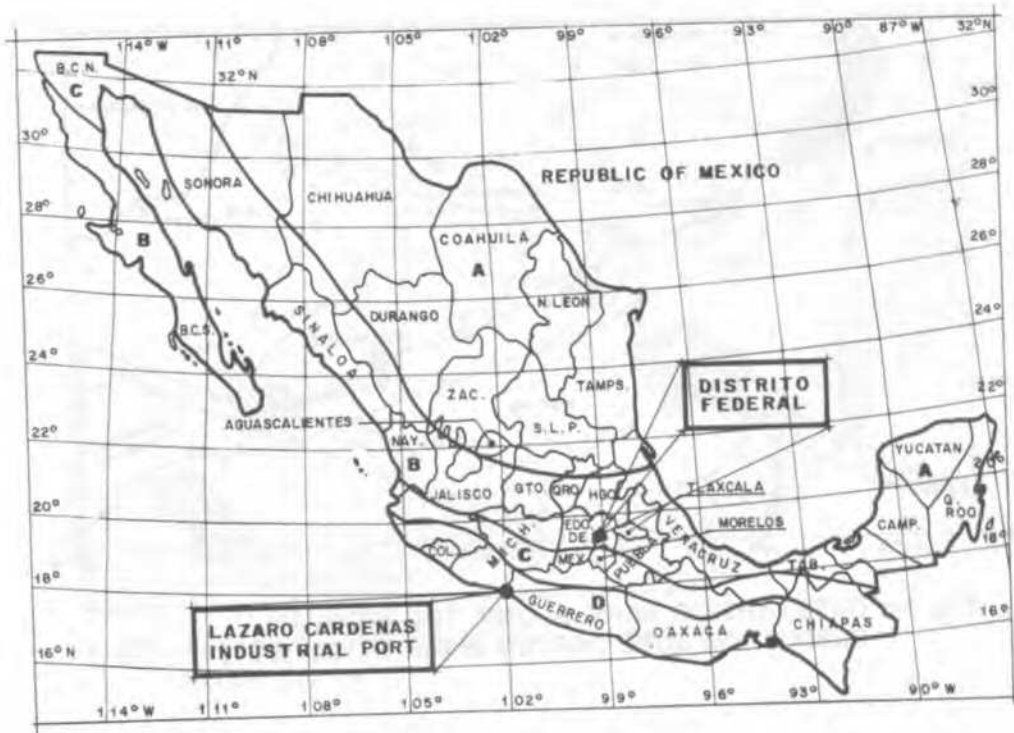 114° W 111° 108° 105° 102° 99° 96° 93° 90° 87° W 32° N
B.C.N.
C
32° N
30°
30°
SONORA
CHIHUAHUA
REPUBLIC OF MEXICO
28°
28°
B
COAHUILA
A
26°
26°
N. LEON
DURANGO
SINALOA
24°
24°
B.C.S.
ZAC.
TAMPS.
DISTRITO
FEDERAL
22°
22°
AGUASCALIENTES
S.L.P.
NAY.
B
YUCATAN
A
20°
20°
JALISCO
GTO.
QRO.
HGO.
TLAXCALA
Q.
ROO
MICH.
EDO.
DE
MEX.
MORELOS
CAMP.
18°
18°
COL.
C
PUEBLA
VERACRUZ
TAB.
D
GUERRERO
OAXACA
CHIAPAS
16°
LAZARO CARDENAS
INDUSTRIAL PORT
16° N
114° W 111° 108° 105° 102° 99° 96° 93° 90° W